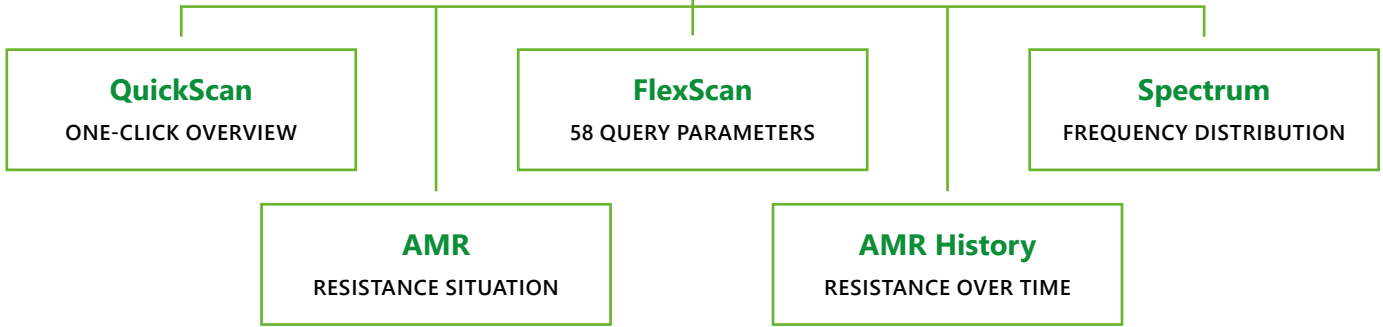 QuickScan
ONE-CLICK OVERVIEW
FlexScan
58 QUERY PARAMETERS
Spectrum
FREQUENCY DISTRIBUTION
AMR
RESISTANCE SITUATION
AMR History
RESISTANCE OVER TIME